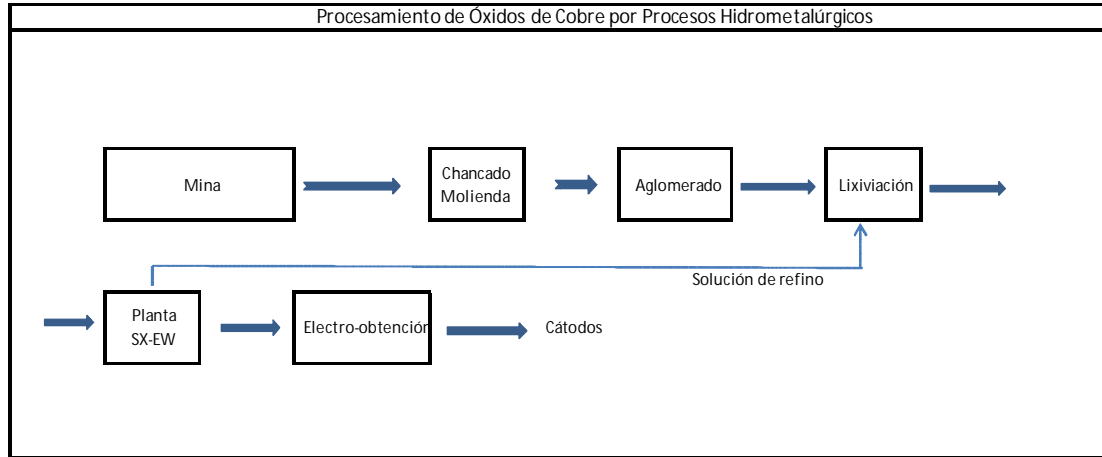 Procesamiento de Óxidos de Cobre por Procesos Hidrometalúrgicos
Mina
Chancado
Molienda
Aglomerado
Lixiviación
Solución de refino
Planta
SX-EW
Electro-obtención
Cátodos